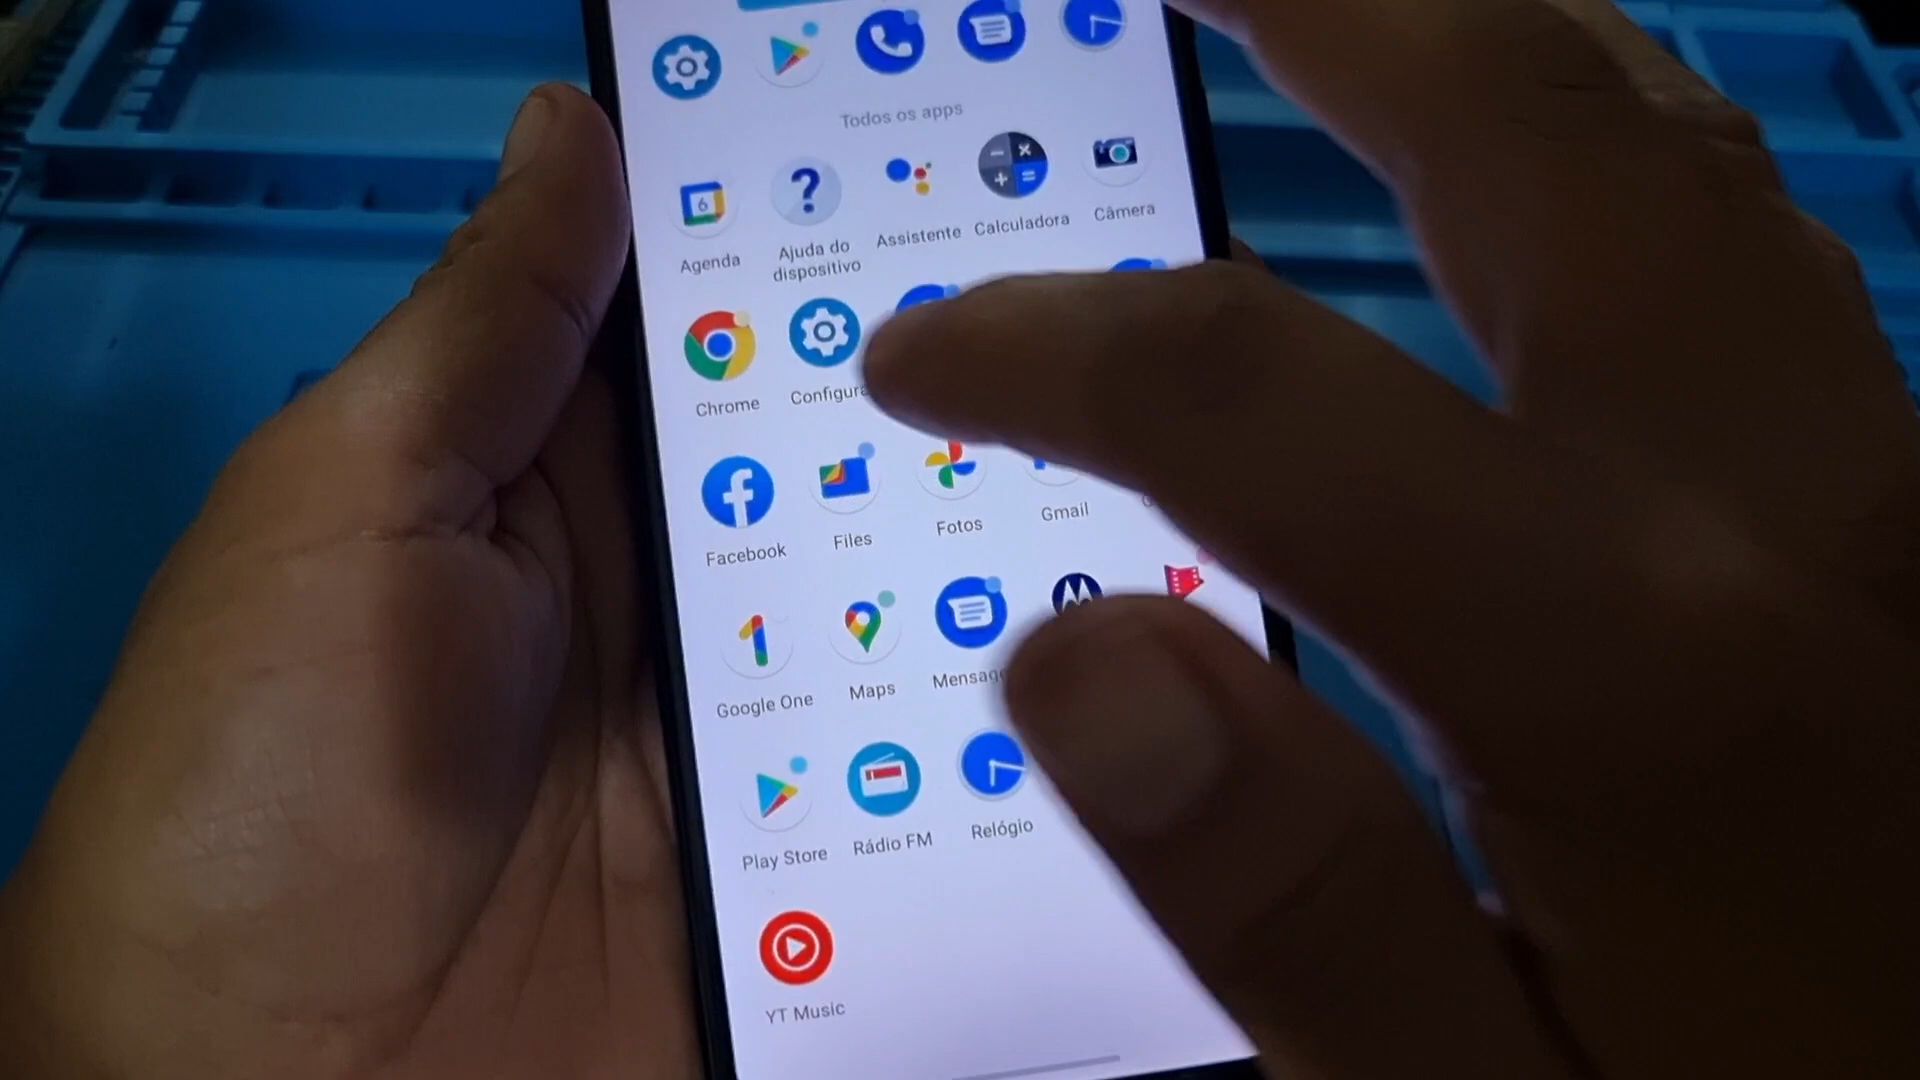 Todos os apps
Agenda
Ajuda do
dispositivo
Assistente
Calculadora
Câmera
Chrome
Configura
Facebook
Files
Fotos
Gmail
Google One
Maps
Mensage
Play Store
Rádio FM
Relógio
YT Music